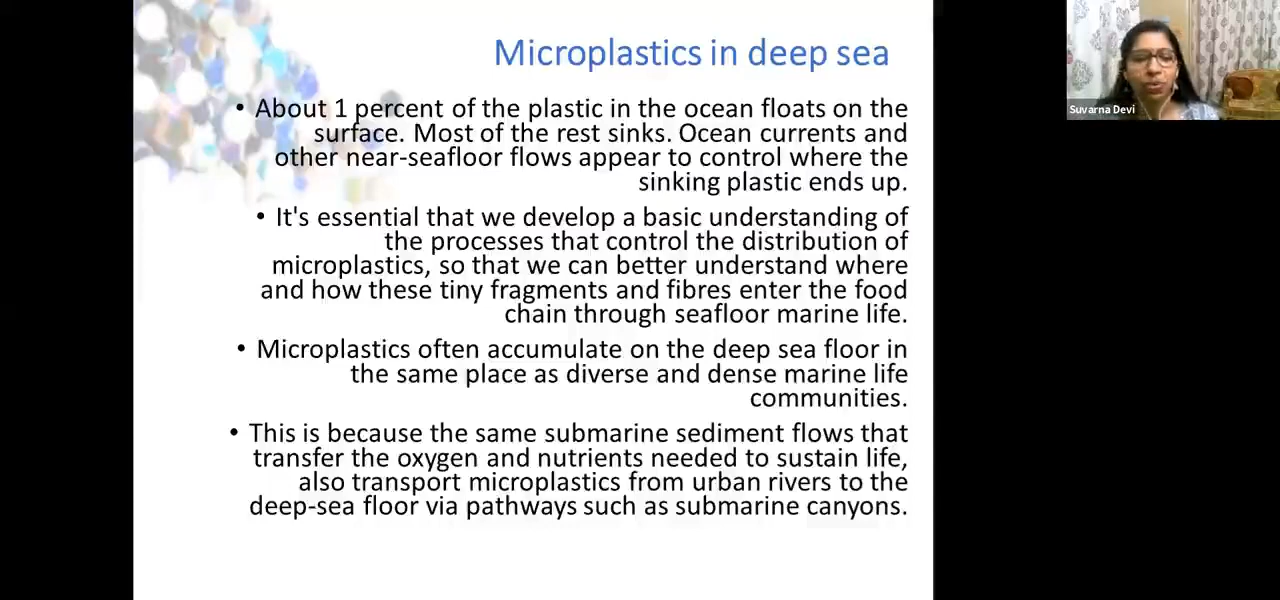 Microplastics in deep sea
• About 1 percent of the plastic in the ocean floats on the
surface. Most of the rest sinks. Ocean currents and
other near-seafloor flows appear to control where the
sinking plastic ends up.
• It's essential that we develop a basic understanding of
the processes that control the distribution of
microplastics, so that we can better understand where
and how these tiny fragments and fibres enter the food
chain through seafloor marine life.
• Microplastics often accumulate on the deep sea floor in
the same place as diverse and dense marine life
communities.
• This is because the same submarine sediment flows that
transfer the oxygen and nutrients needed to sustain life,
also transport microplastics from urban rivers to the
deep-sea floor via pathways such as submarine canyons.
Suvarna Devi